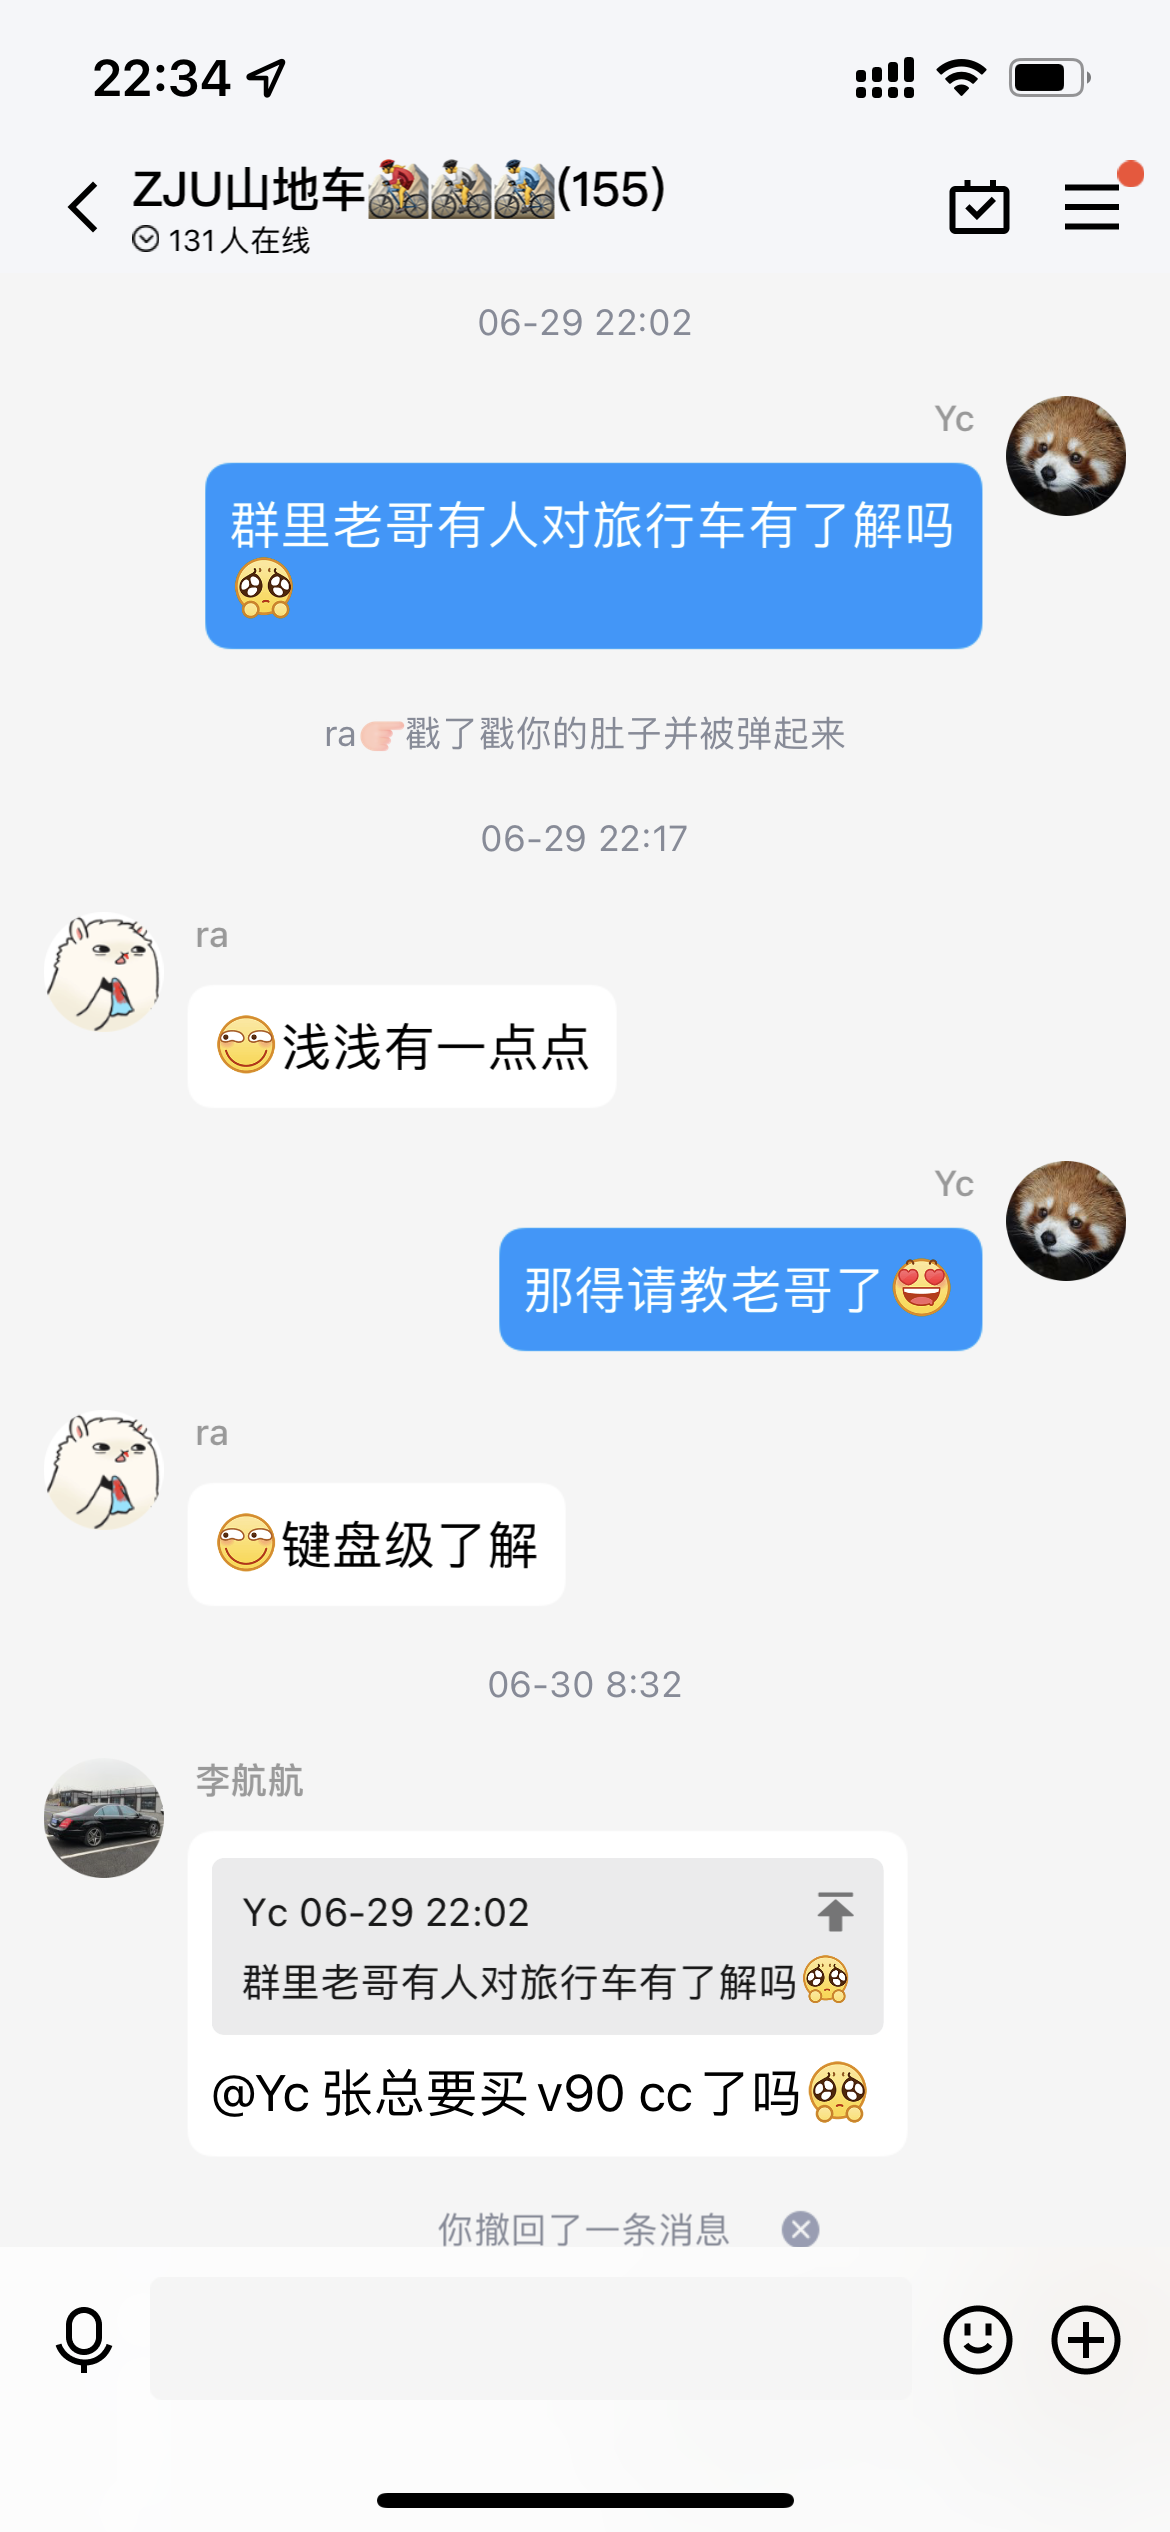 22:34
ZJU山地车🚵🚵🚵(155)
131人在线
06-29 22:02
Yc
群里老哥有人对旅行车有了解吗
🥺
ra👉戳了戳你的肚子并被弹起来
06-29 22:17
ra
浅浅有一点点
Yc
那得请教老哥了😍
ra
键盘级了解
06-30 8:32
李航航
Yc 06-29 22:02
群里老哥有人对旅行车有了解吗🥺
@Yc 张总要买v90 cc了吗🥺
你撤回了一条消息